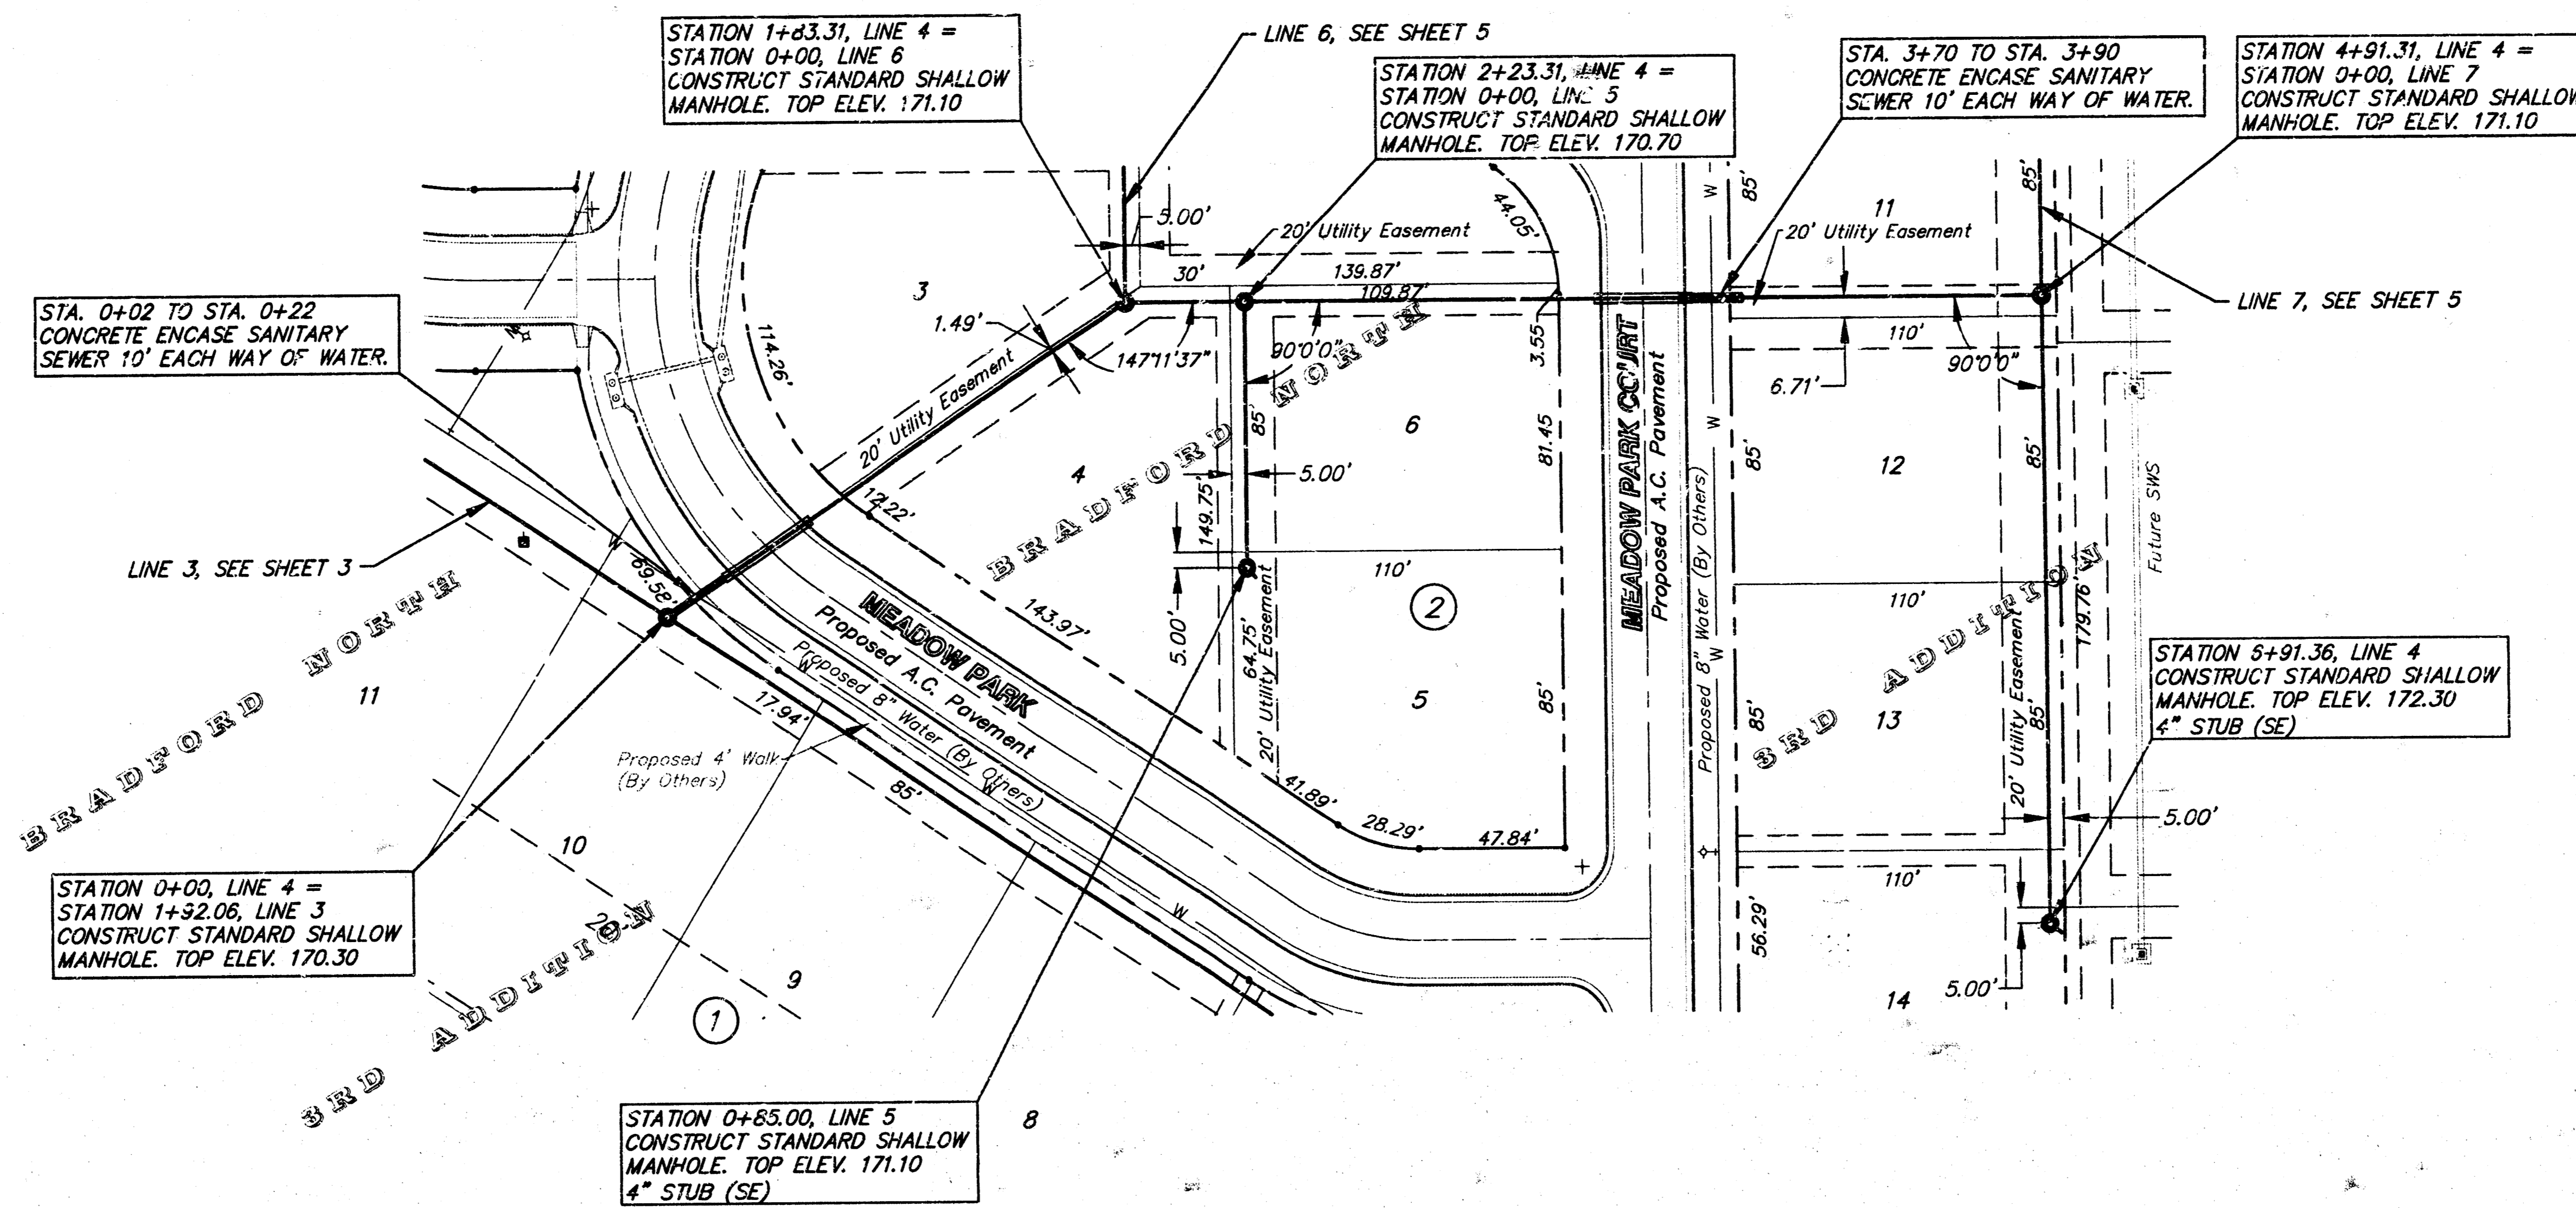 STATION 1+83.31, LINE 4 =
STATION 0+00, LINE 6
CONSTRUCT STANDARD SHALLOW
MANHOLE. TOP ELEV. 171.10
LINE 6, SEE SHEET 5
STATION 2+23.31, LINE 4 =
STATION 0+00, LINE 5
CONSTRUCT STANDARD SHALLOW
MANHOLE. TOP ELEV. 170.70
STA. 3+70 TO STA. 3+90
CONCRETE ENCASE SANITARY
SEWER 10' EACH WAY OF WATER.
STATION 4+91.31, LINE 4 =
STATION 0+00, LINE 7
CONSTRUCT STANDARD SHALLOW
MANHOLE. TOP ELEV. 171.10
STA. 0+02 TO STA. 0+22
CONCRETE ENCASE SANITARY
SEWER 10' EACH WAY OF WATER.
LINE 3, SEE SHEET 3
LINE 7, SEE SHEET 5
5.00'
20' Utility Easement
30'
139.87'
109.87'
44.05'
3
1.49'
147°11'37"
90°0'0"
3.55
114.26'
20' Utility Easement
12.22'
69.58'
4
85'
5.00'
149.75'
6
81.45
110'
5.00'
64.75'
20' Utility Easement
2
5
85'
143.97'
41.89'
28.29'
47.84'
MEADOW PARK
Proposed A.C. Pavement
Proposed 8" Water (By Others)
W
W
W
W
Proposed 4' Walk
(By Others)
17.94'
85'
MEADOW PARK COURT
Proposed A.C. Pavement
Proposed 8" Water (By Others)
W
W
W
85'
85'
85'
56.29'
11
20' Utility Easement
110'
6.71'
90°0'0"
85'
85'
85'
12
110'
13
20' Utility Easement
179.76'
110'
14
5.00'
5.00'
Future SWS
BRADFORD NORTH
3RD ADDITION
BRADFORD NORTH
3RD ADDITION
11
10
20'
9
1
8
STATION 5+91.36, LINE 4
CONSTRUCT STANDARD SHALLOW
MANHOLE. TOP ELEV. 172.30
4" STUB (SE)
STATION 0+00, LINE 4 =
STATION 1+92.06, LINE 3
CONSTRUCT STANDARD SHALLOW
MANHOLE. TOP ELEV. 170.30
STATION 0+85.00, LINE 5
CONSTRUCT STANDARD SHALLOW
MANHOLE. TOP ELEV. 171.10
4" STUB (SE)